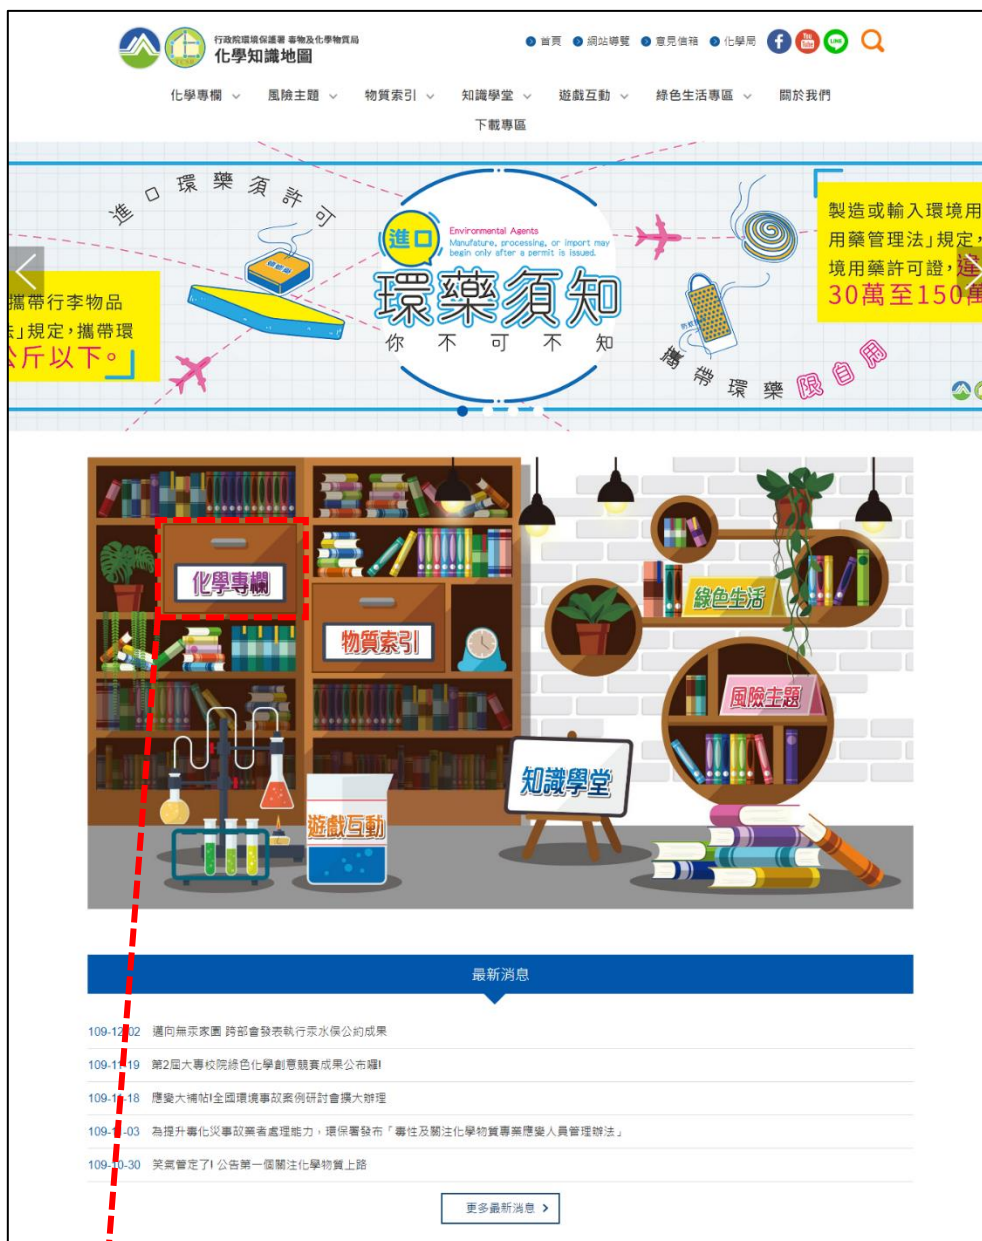 行政院環境保護署 毒物及化學物質局
化學知識地圖
首頁 網站導覽 意見信箱 化學局
化學專欄 風險主題 物質索引 知識學堂 遊戲互動 綠色生活專區 關於我們
下載專區
進口環藥須許可
進口
Environmental Agents
Manufature, processing, or import may
begin only after a permit is issued.
環藥須知
你不可不知
攜帶行李物品
法」規定，攜帶環
公斤以下。
製造或輸入環境用
用藥管理法」規定，
境用藥許可證，違
30萬至150萬
攜帶環藥限自用
化學專欄
物質索引
綠色生活
風險主題
知識學堂
遊戲互動
最新消息
109-12-02 邁向無汞家園 跨部會發表執行汞水俁公約成果
109-11-19 第2屆大專校院綠色化學創意競賽成果公布囉!
109-11-18 應變大補帖!全國環境事故案例研討會擴大辦理
109-11-03 為提升毒化災事故業者處理能力，環保署發布「毒性及關注化學物質專業應變人員管理辦法」
109-10-30 笑氣管定了! 公告第一個關注化學物質上路
更多最新消息